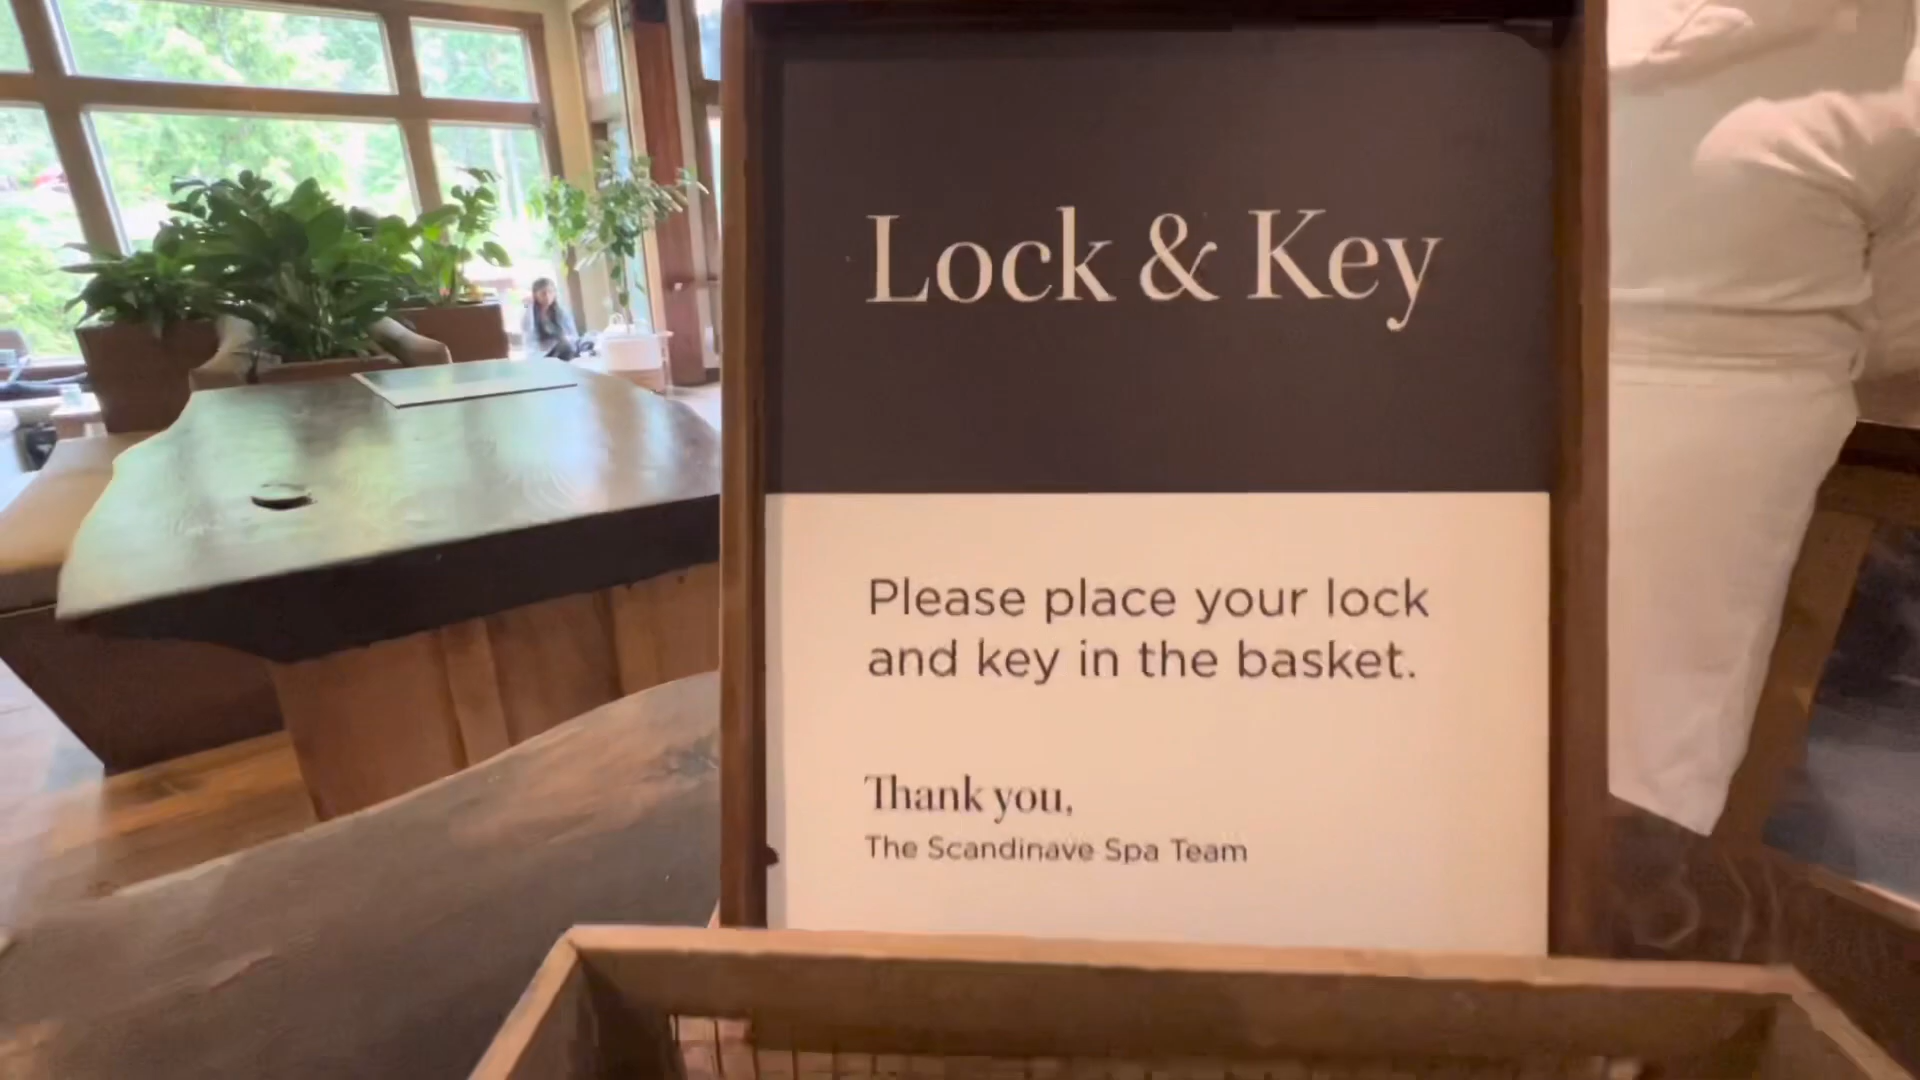 Lock & Key
Please place your lock
and key in the basket.
Thank you,
The Scandinave Spa Team